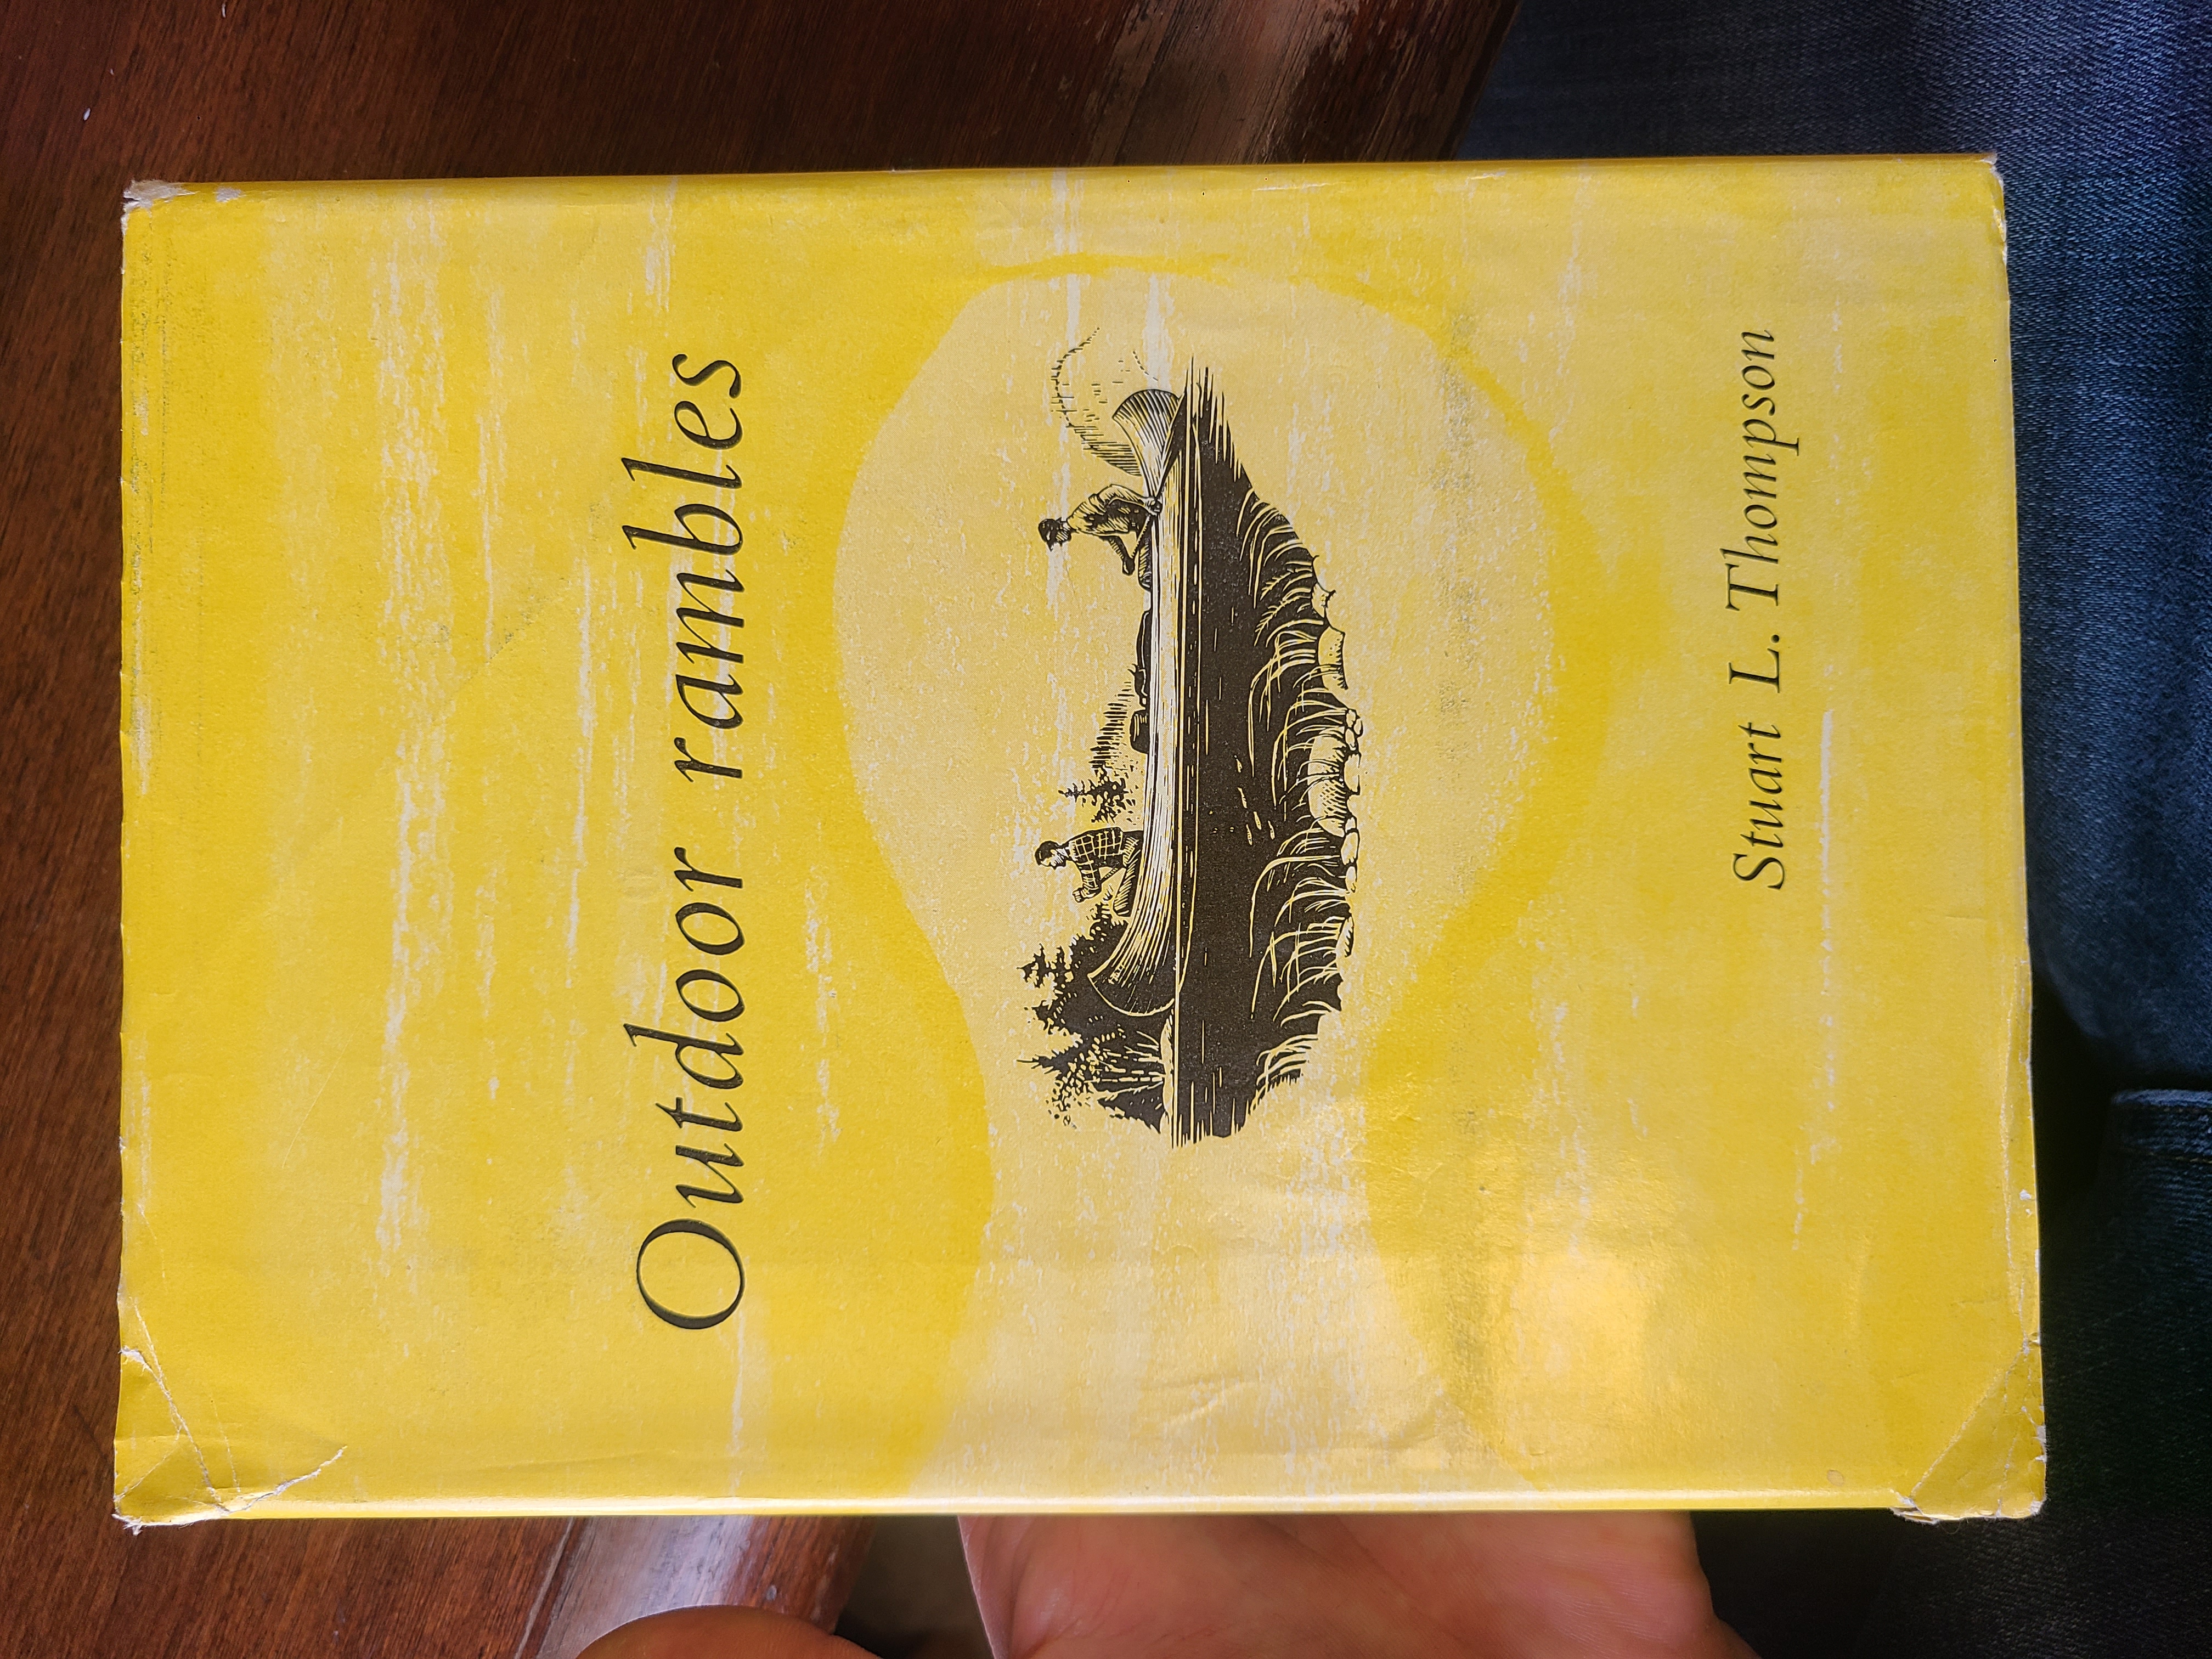 Outdoor rambles
Stuart L. Thompson